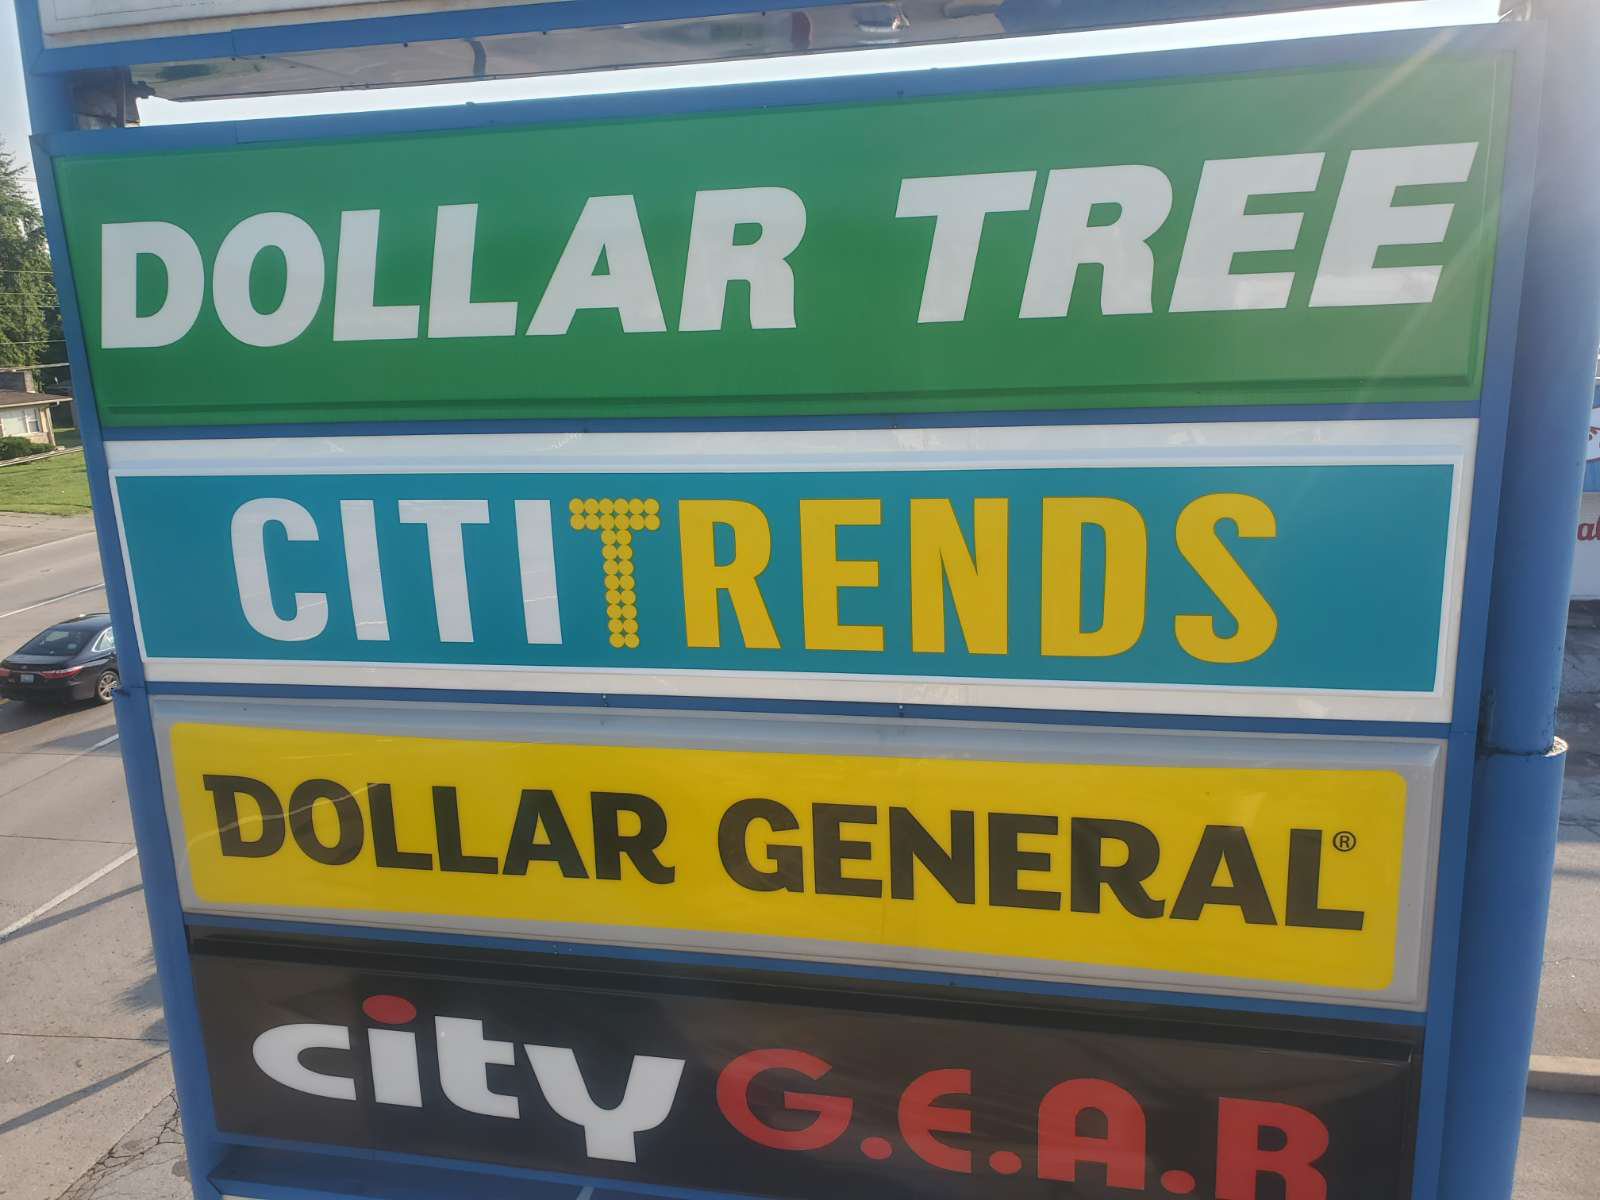 DOLLAR TREE
CITITRENDS
DOLLAR GENERAL®
city G.E.A.R